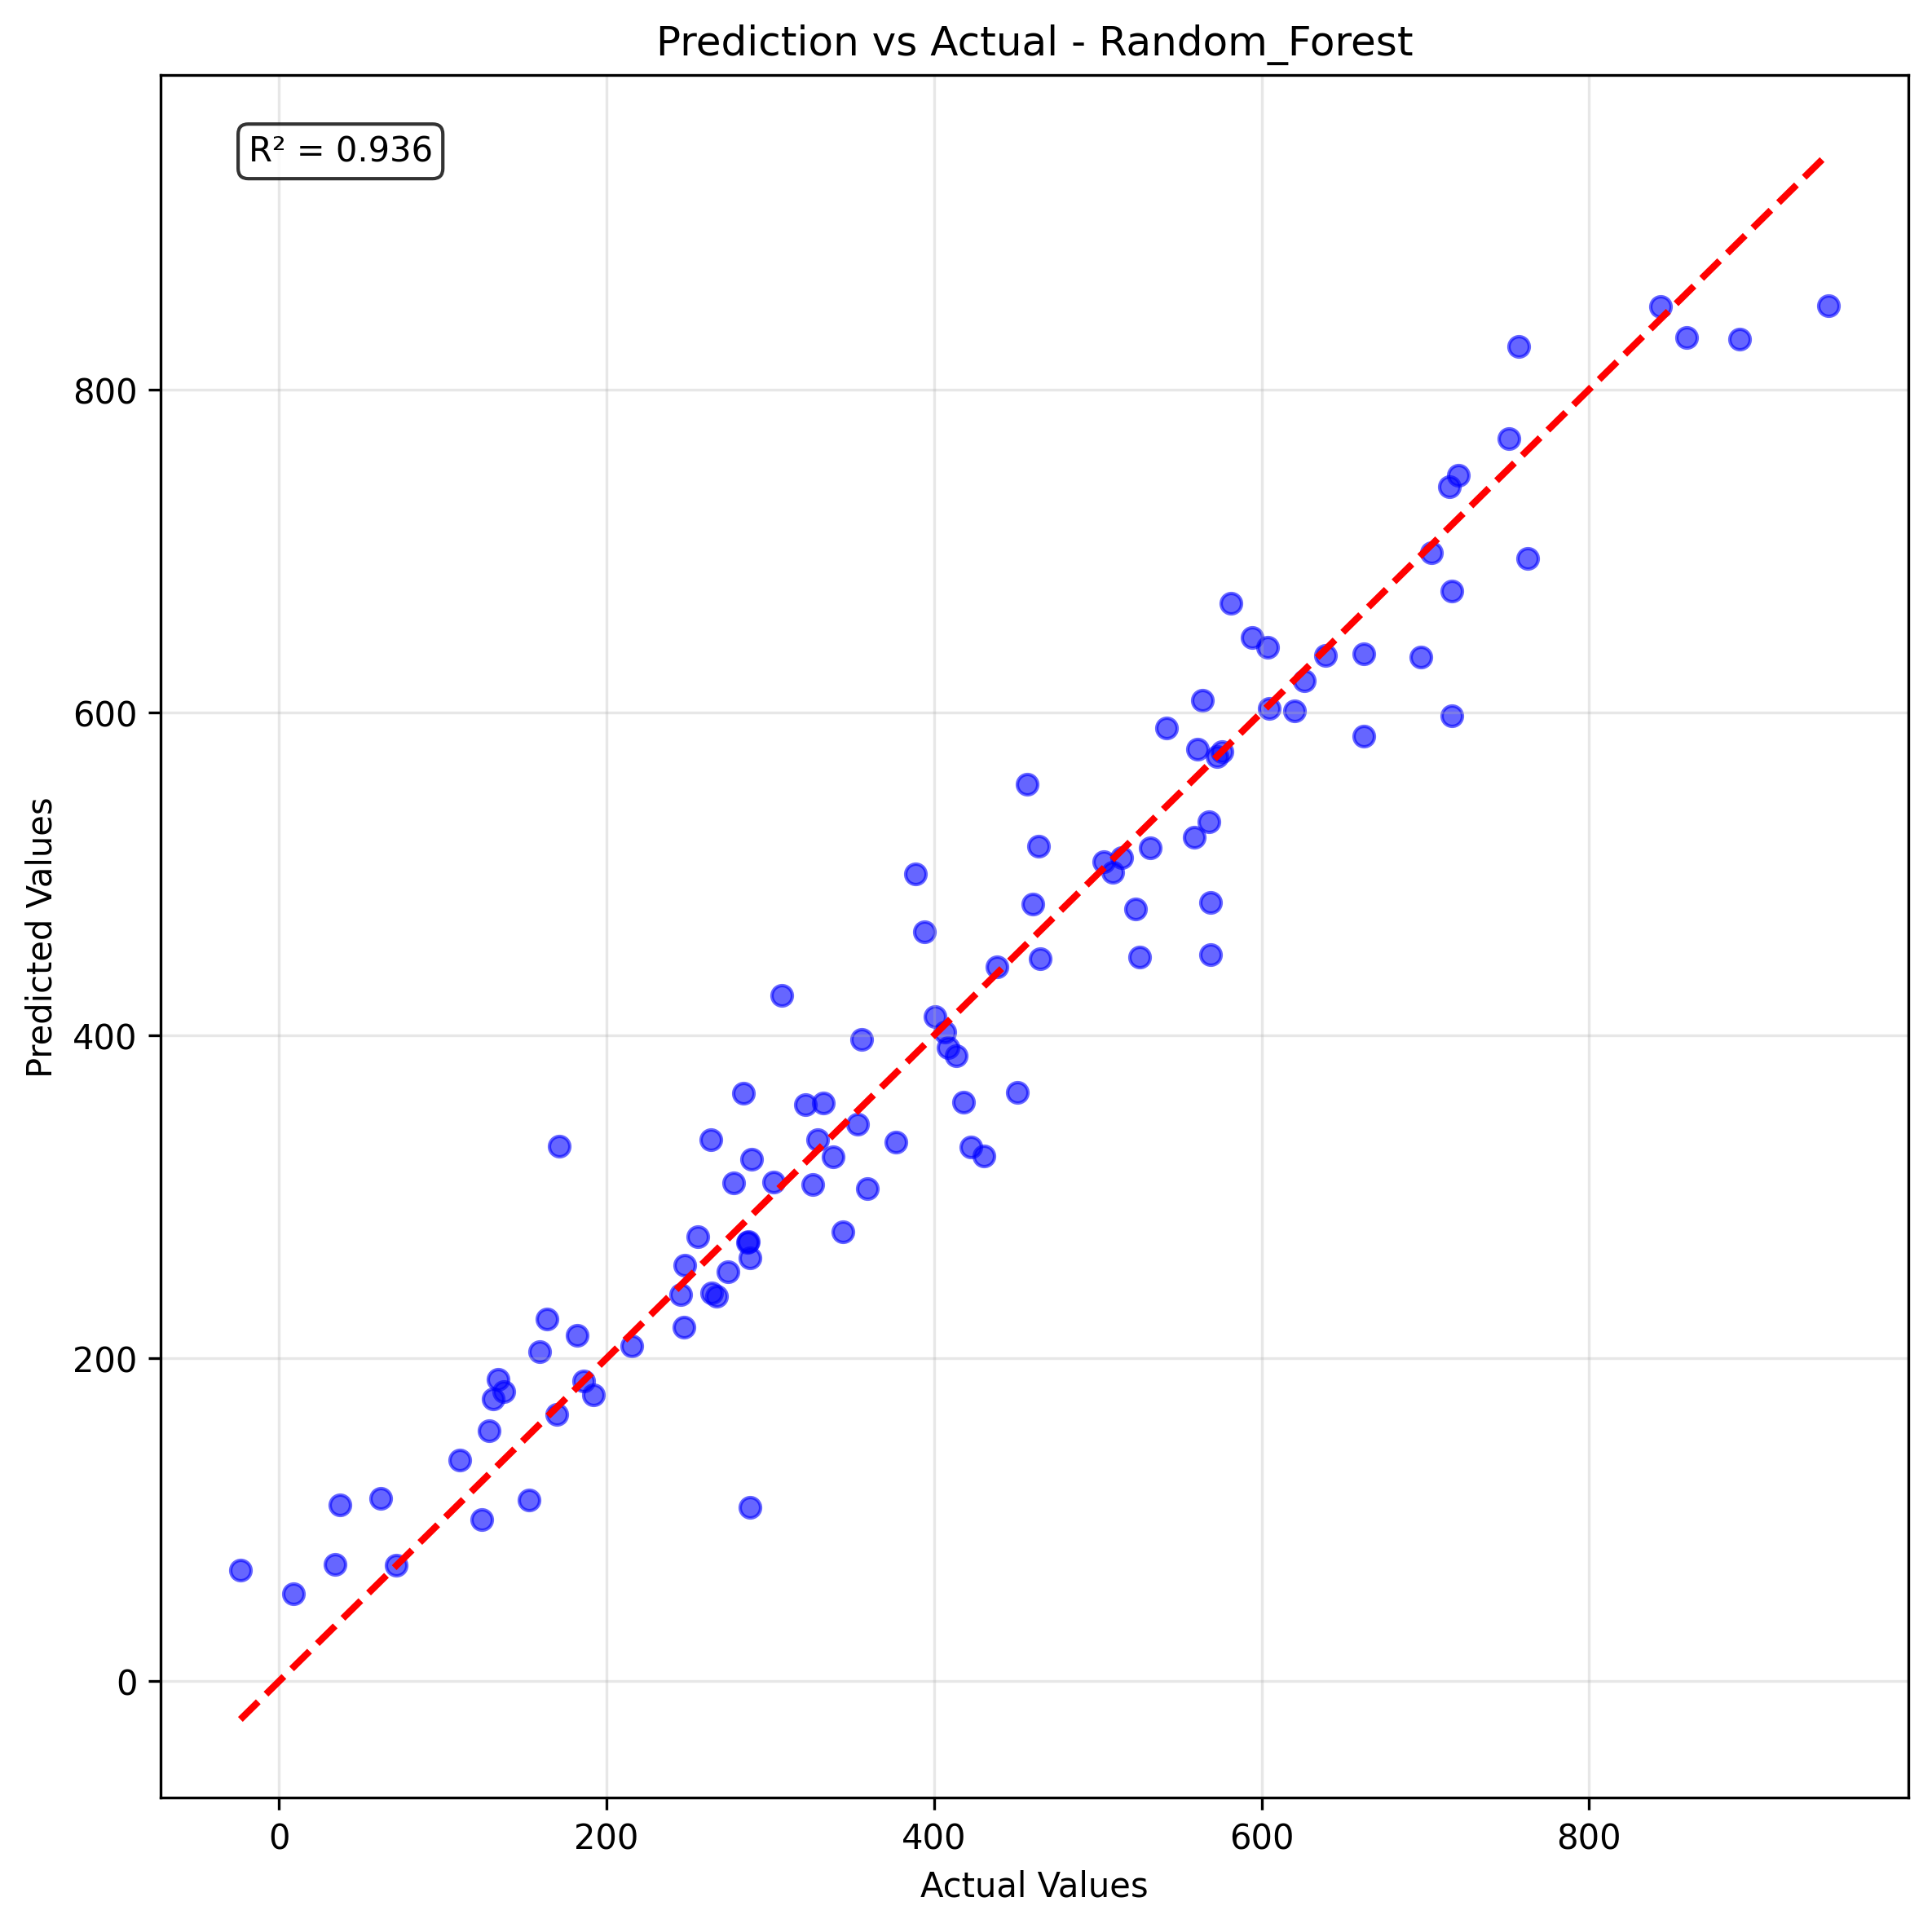 Prediction vs Actual - Random_Forest
R² = 0.936
800
600
400
200
0
Predicted Values
0 200 400 600 800
Actual Values